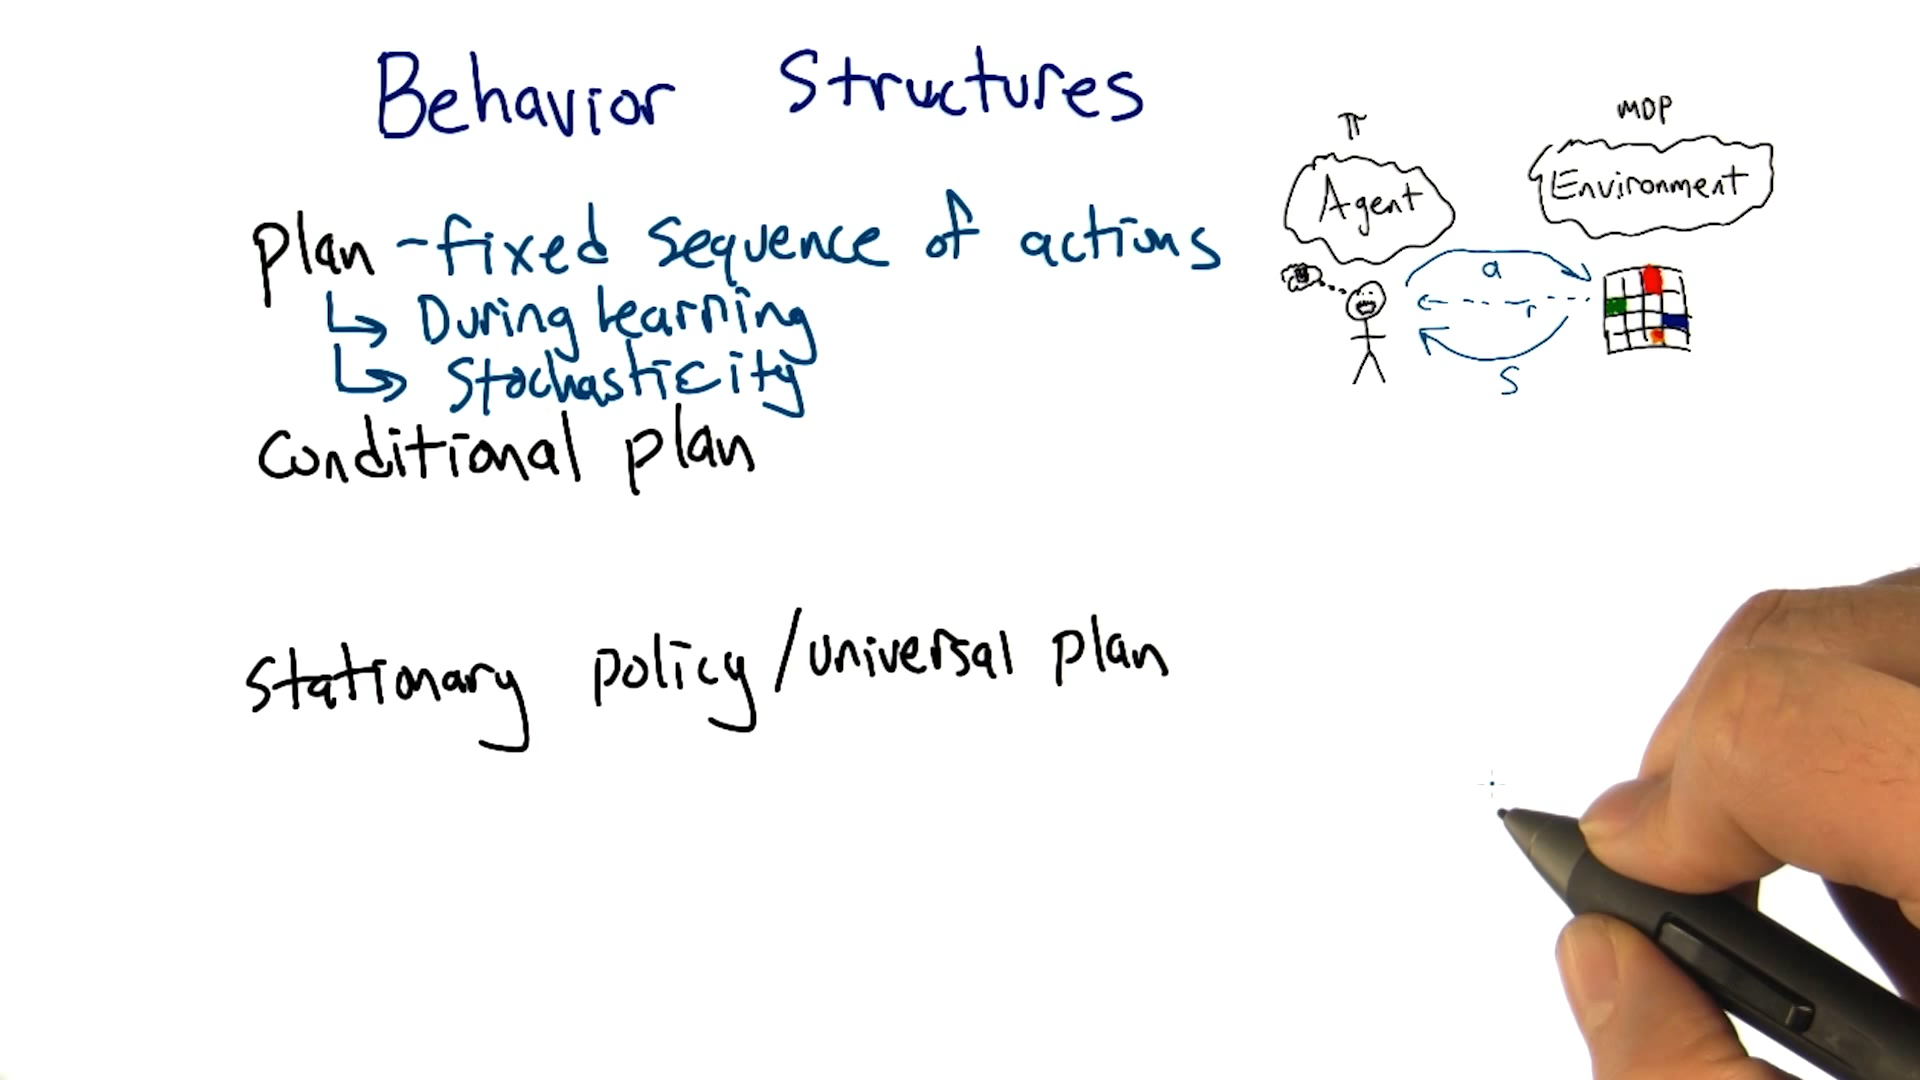 Behavior Structures
plan - fixed sequence of actions
↳ During learning
↳ Stochasticity
conditional plan
stationary policy/universal plan
π
MDP
Agent
Environment
a
r
S